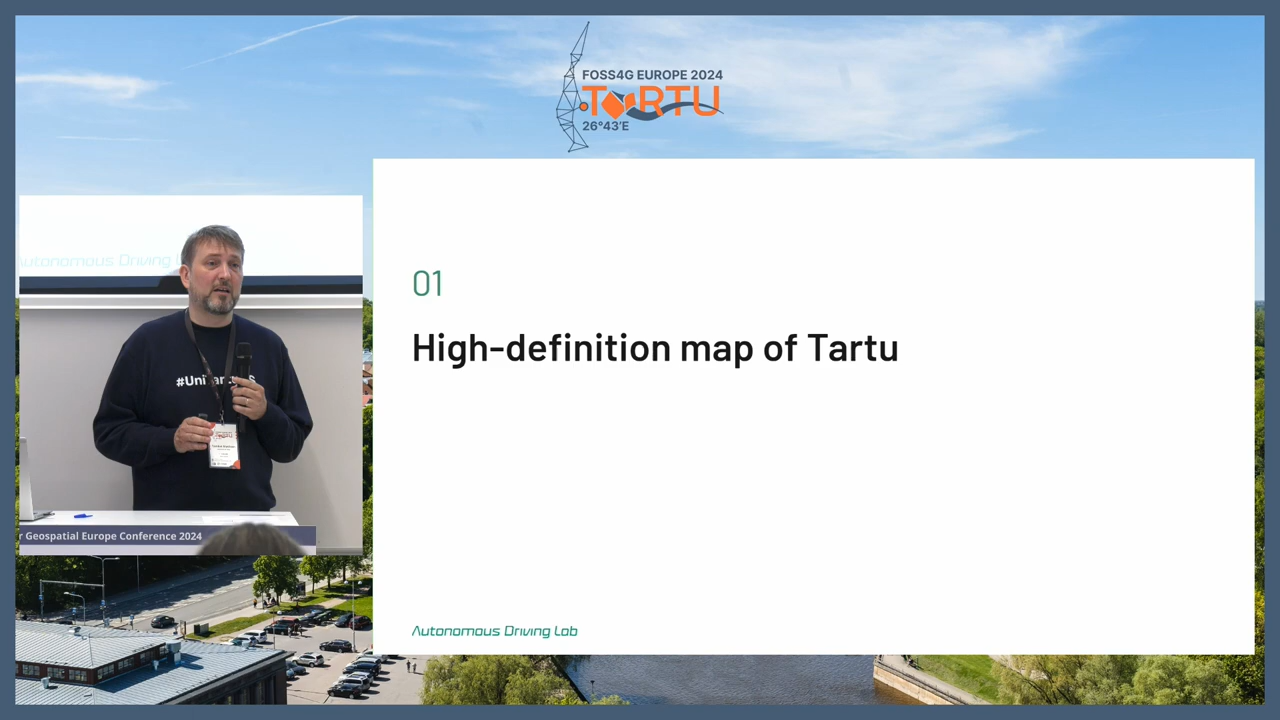 FOSS4G EUROPE 2024
TARTU
26°43'E
01
High-definition map of Tartu
Autonomous Driving Lab
Autonomous Driving
r Geospatial Europe Conference 2024